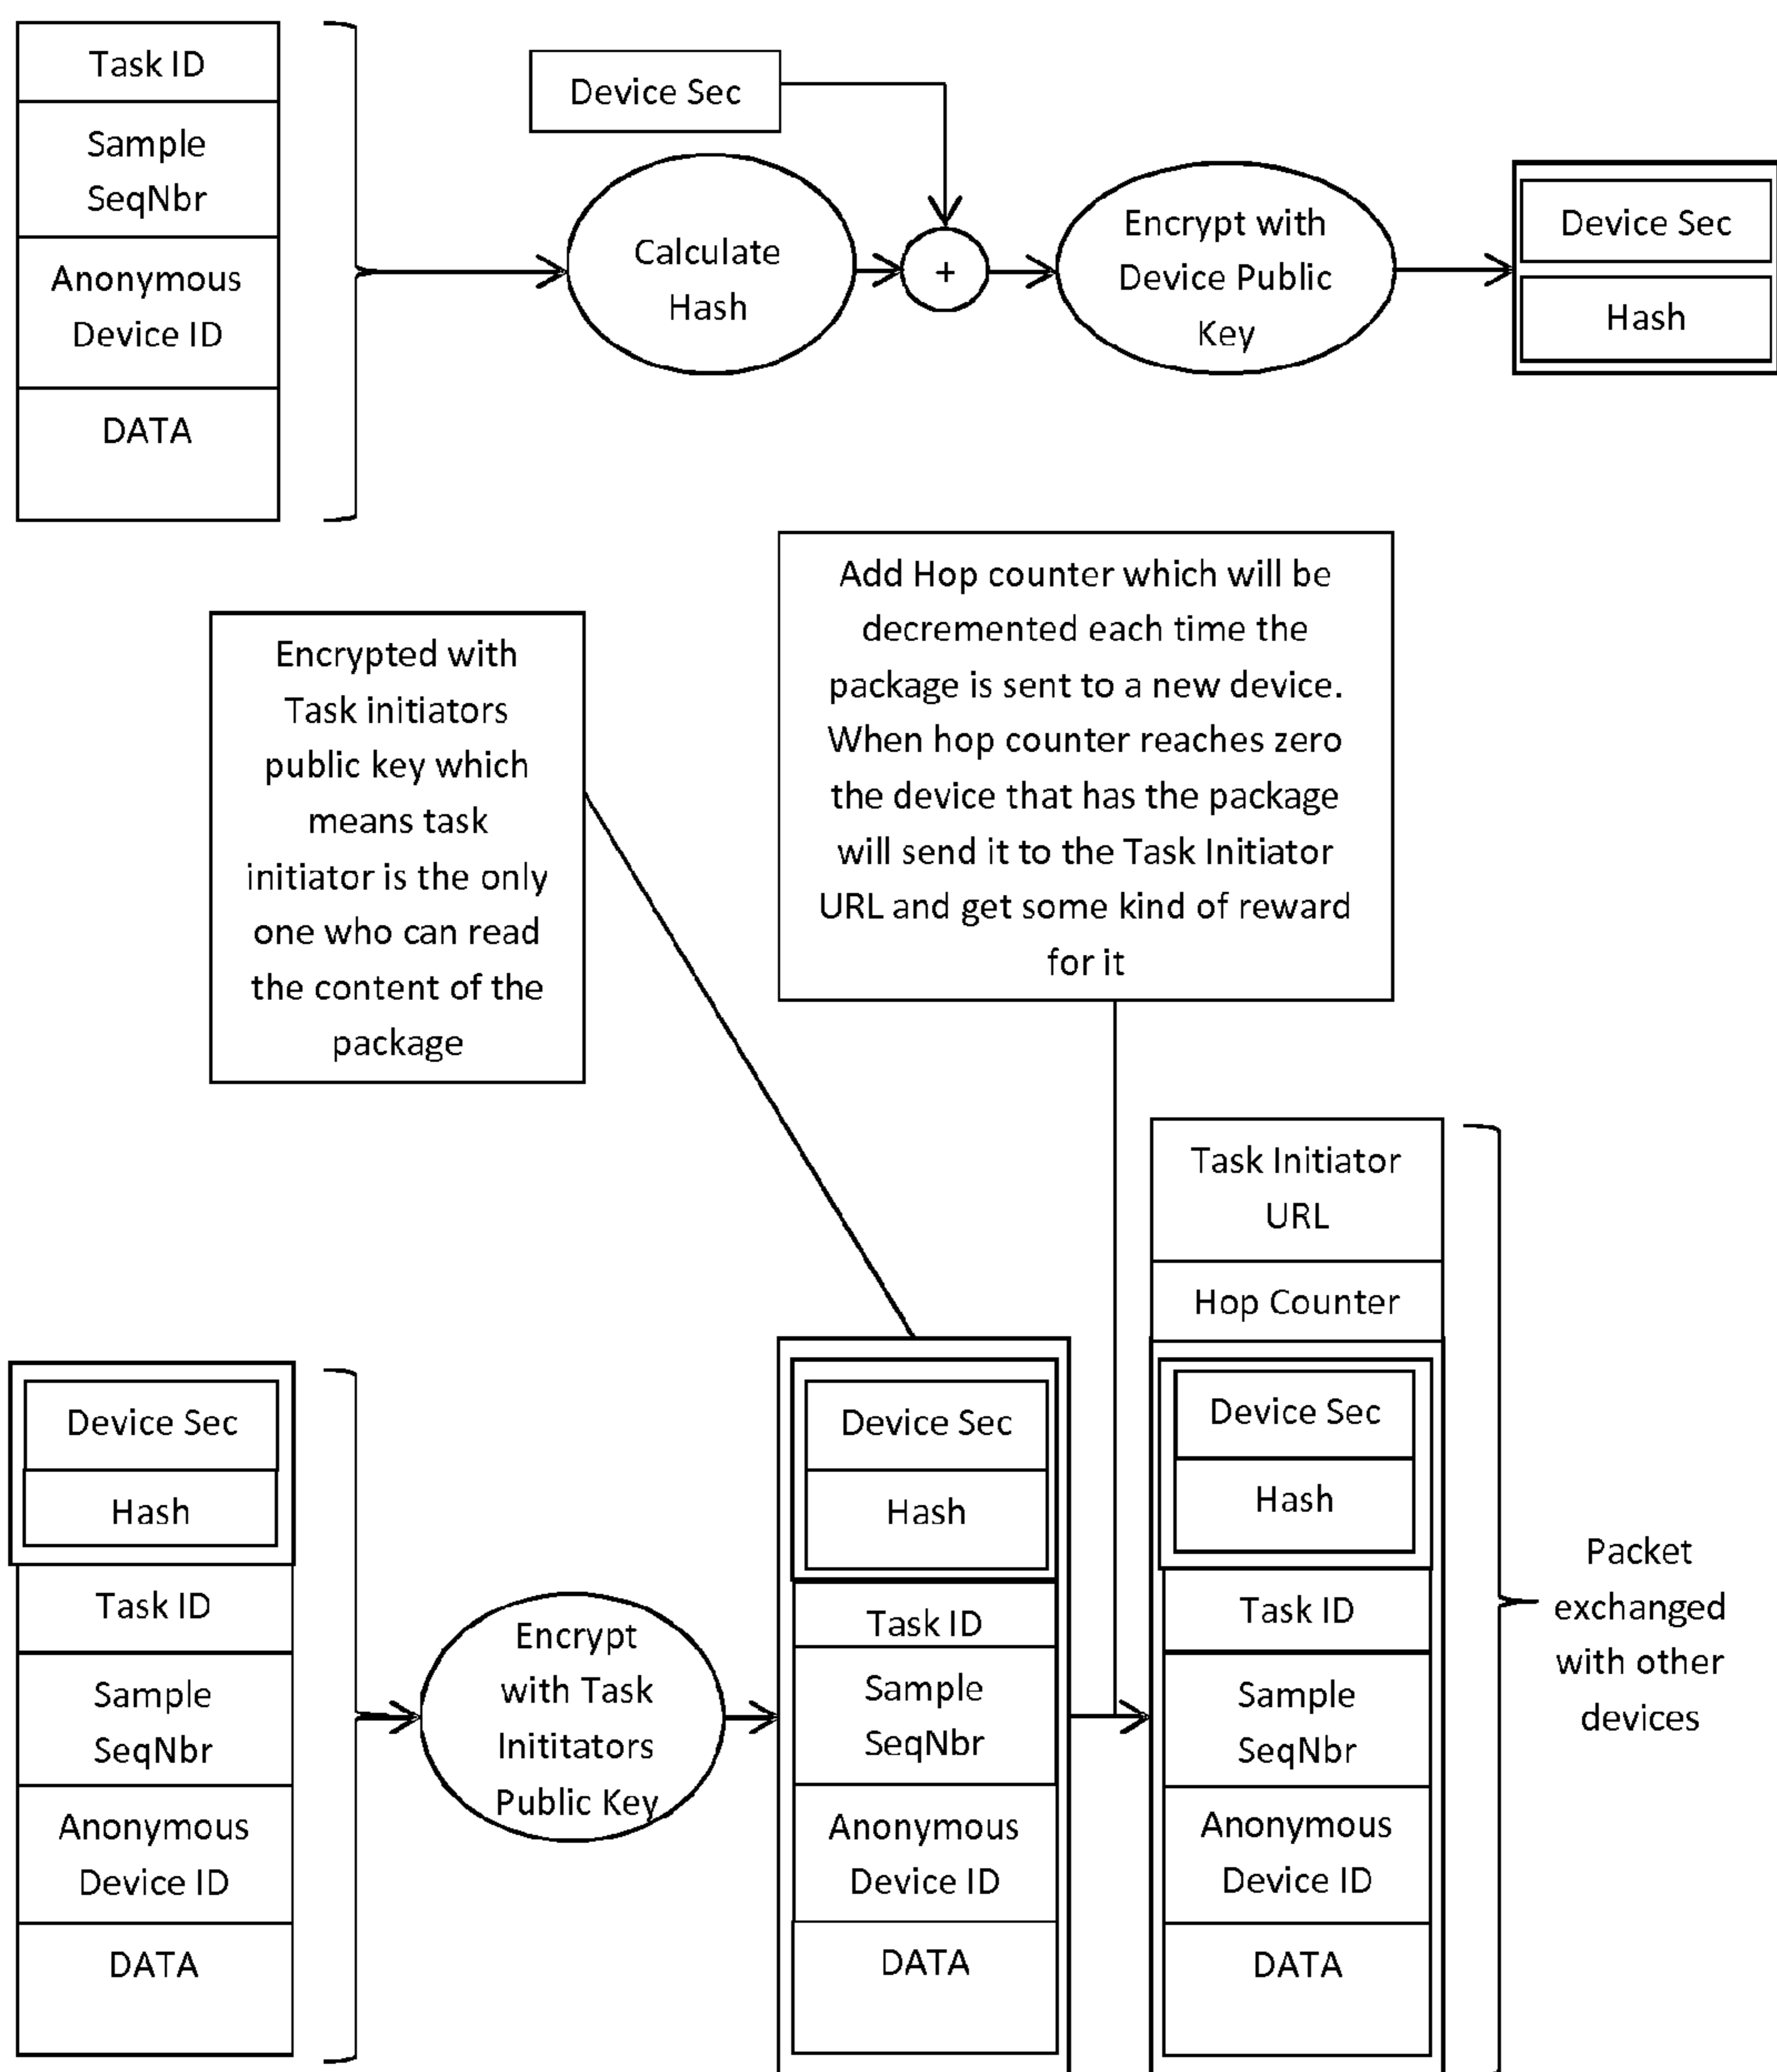 Task ID
Sample
SeqNbr
Anonymous
Device ID
DATA
Device Sec
Calculate
Hash
+
Encrypt with
Device Public
Key
Device Sec
Hash
Encrypted with
Task initiators
public key which
means task
initiator is the only
one who can read
the content of the
package
Add Hop counter which will be
decremented each time the
package is sent to a new device.
When hop counter reaches zero
the device that has the package
will send it to the Task Initiator
URL and get some kind of reward
for it
Device Sec
Hash
Task ID
Sample
SeqNbr
Anonymous
Device ID
DATA
Encrypt
with Task
Inititators
Public Key
Device Sec
Hash
Task ID
Sample
SeqNbr
Anonymous
Device ID
DATA
Task Initiator
URL
Hop Counter
Device Sec
Hash
Task ID
Sample
SeqNbr
Anonymous
Device ID
DATA
Packet
exchanged
with other
devices